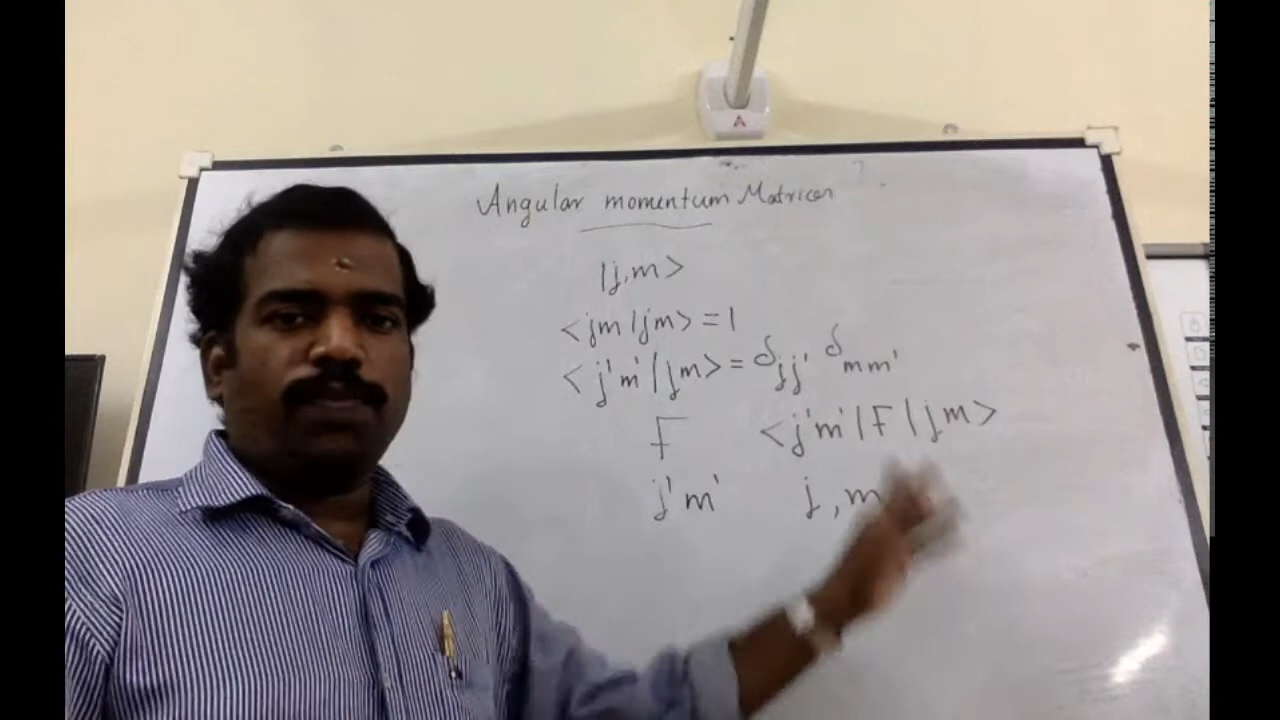 Angular momentum Matrices
|j,m>
<jm|jm> = 1
<j'm'|jm> = δjj' δmm'
F <j'm'|F|jm>
j'm' j,m